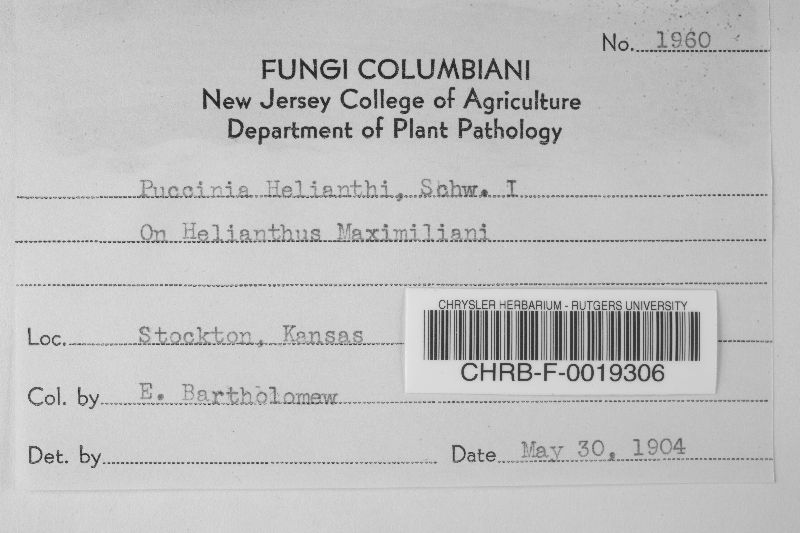 No. 1960
FUNGI COLUMBIANI
New Jersey College of Agriculture
Department of Plant Pathology
Puccinia Helianthi, Schw. I
On Helianthus Maximiliani
CHRYSLER HERBARIUM - RUTGERS UNIVERSITY
CHRB-F-0019306
Loc. Stockton, Kansas
Col. by E. Bartholomew
Det. by
Date May 30, 1904